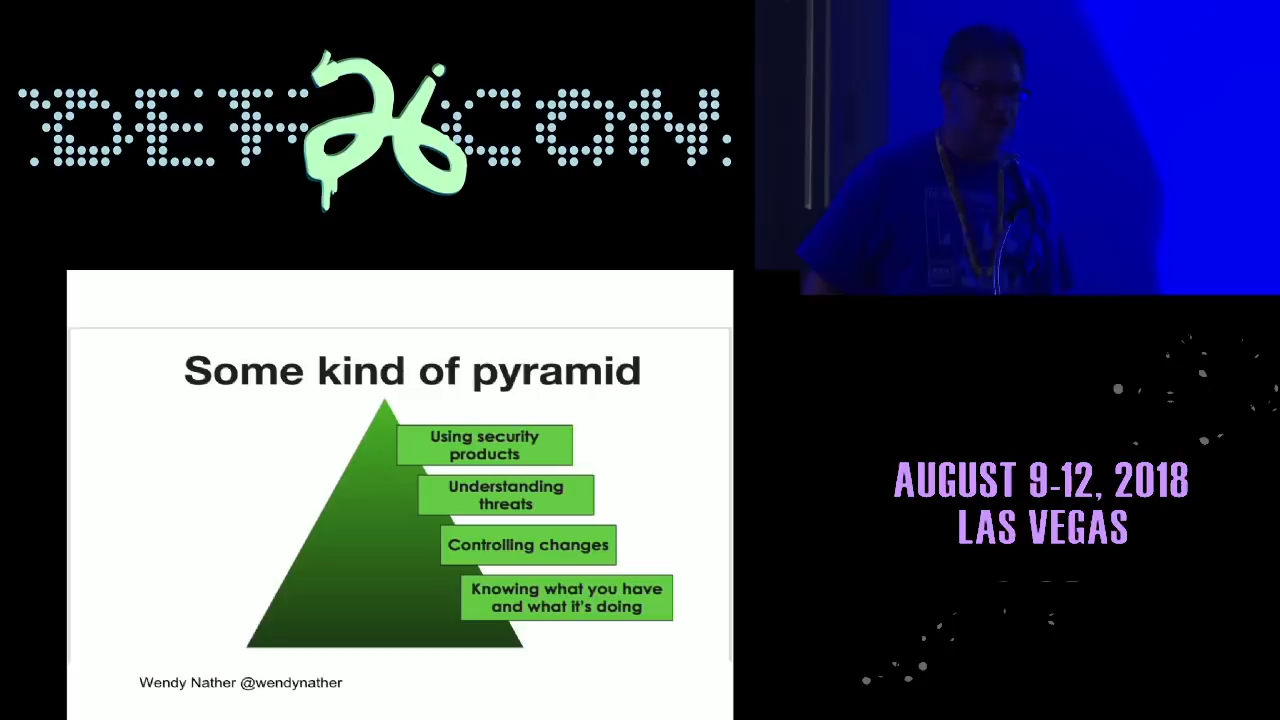 DEF 26 CON
Some kind of pyramid
Using security
products
Understanding
threats
Controlling changes
Knowing what you have
and what it's doing
Wendy Nather @wendynather
AUGUST 9-12, 2018
LAS VEGAS